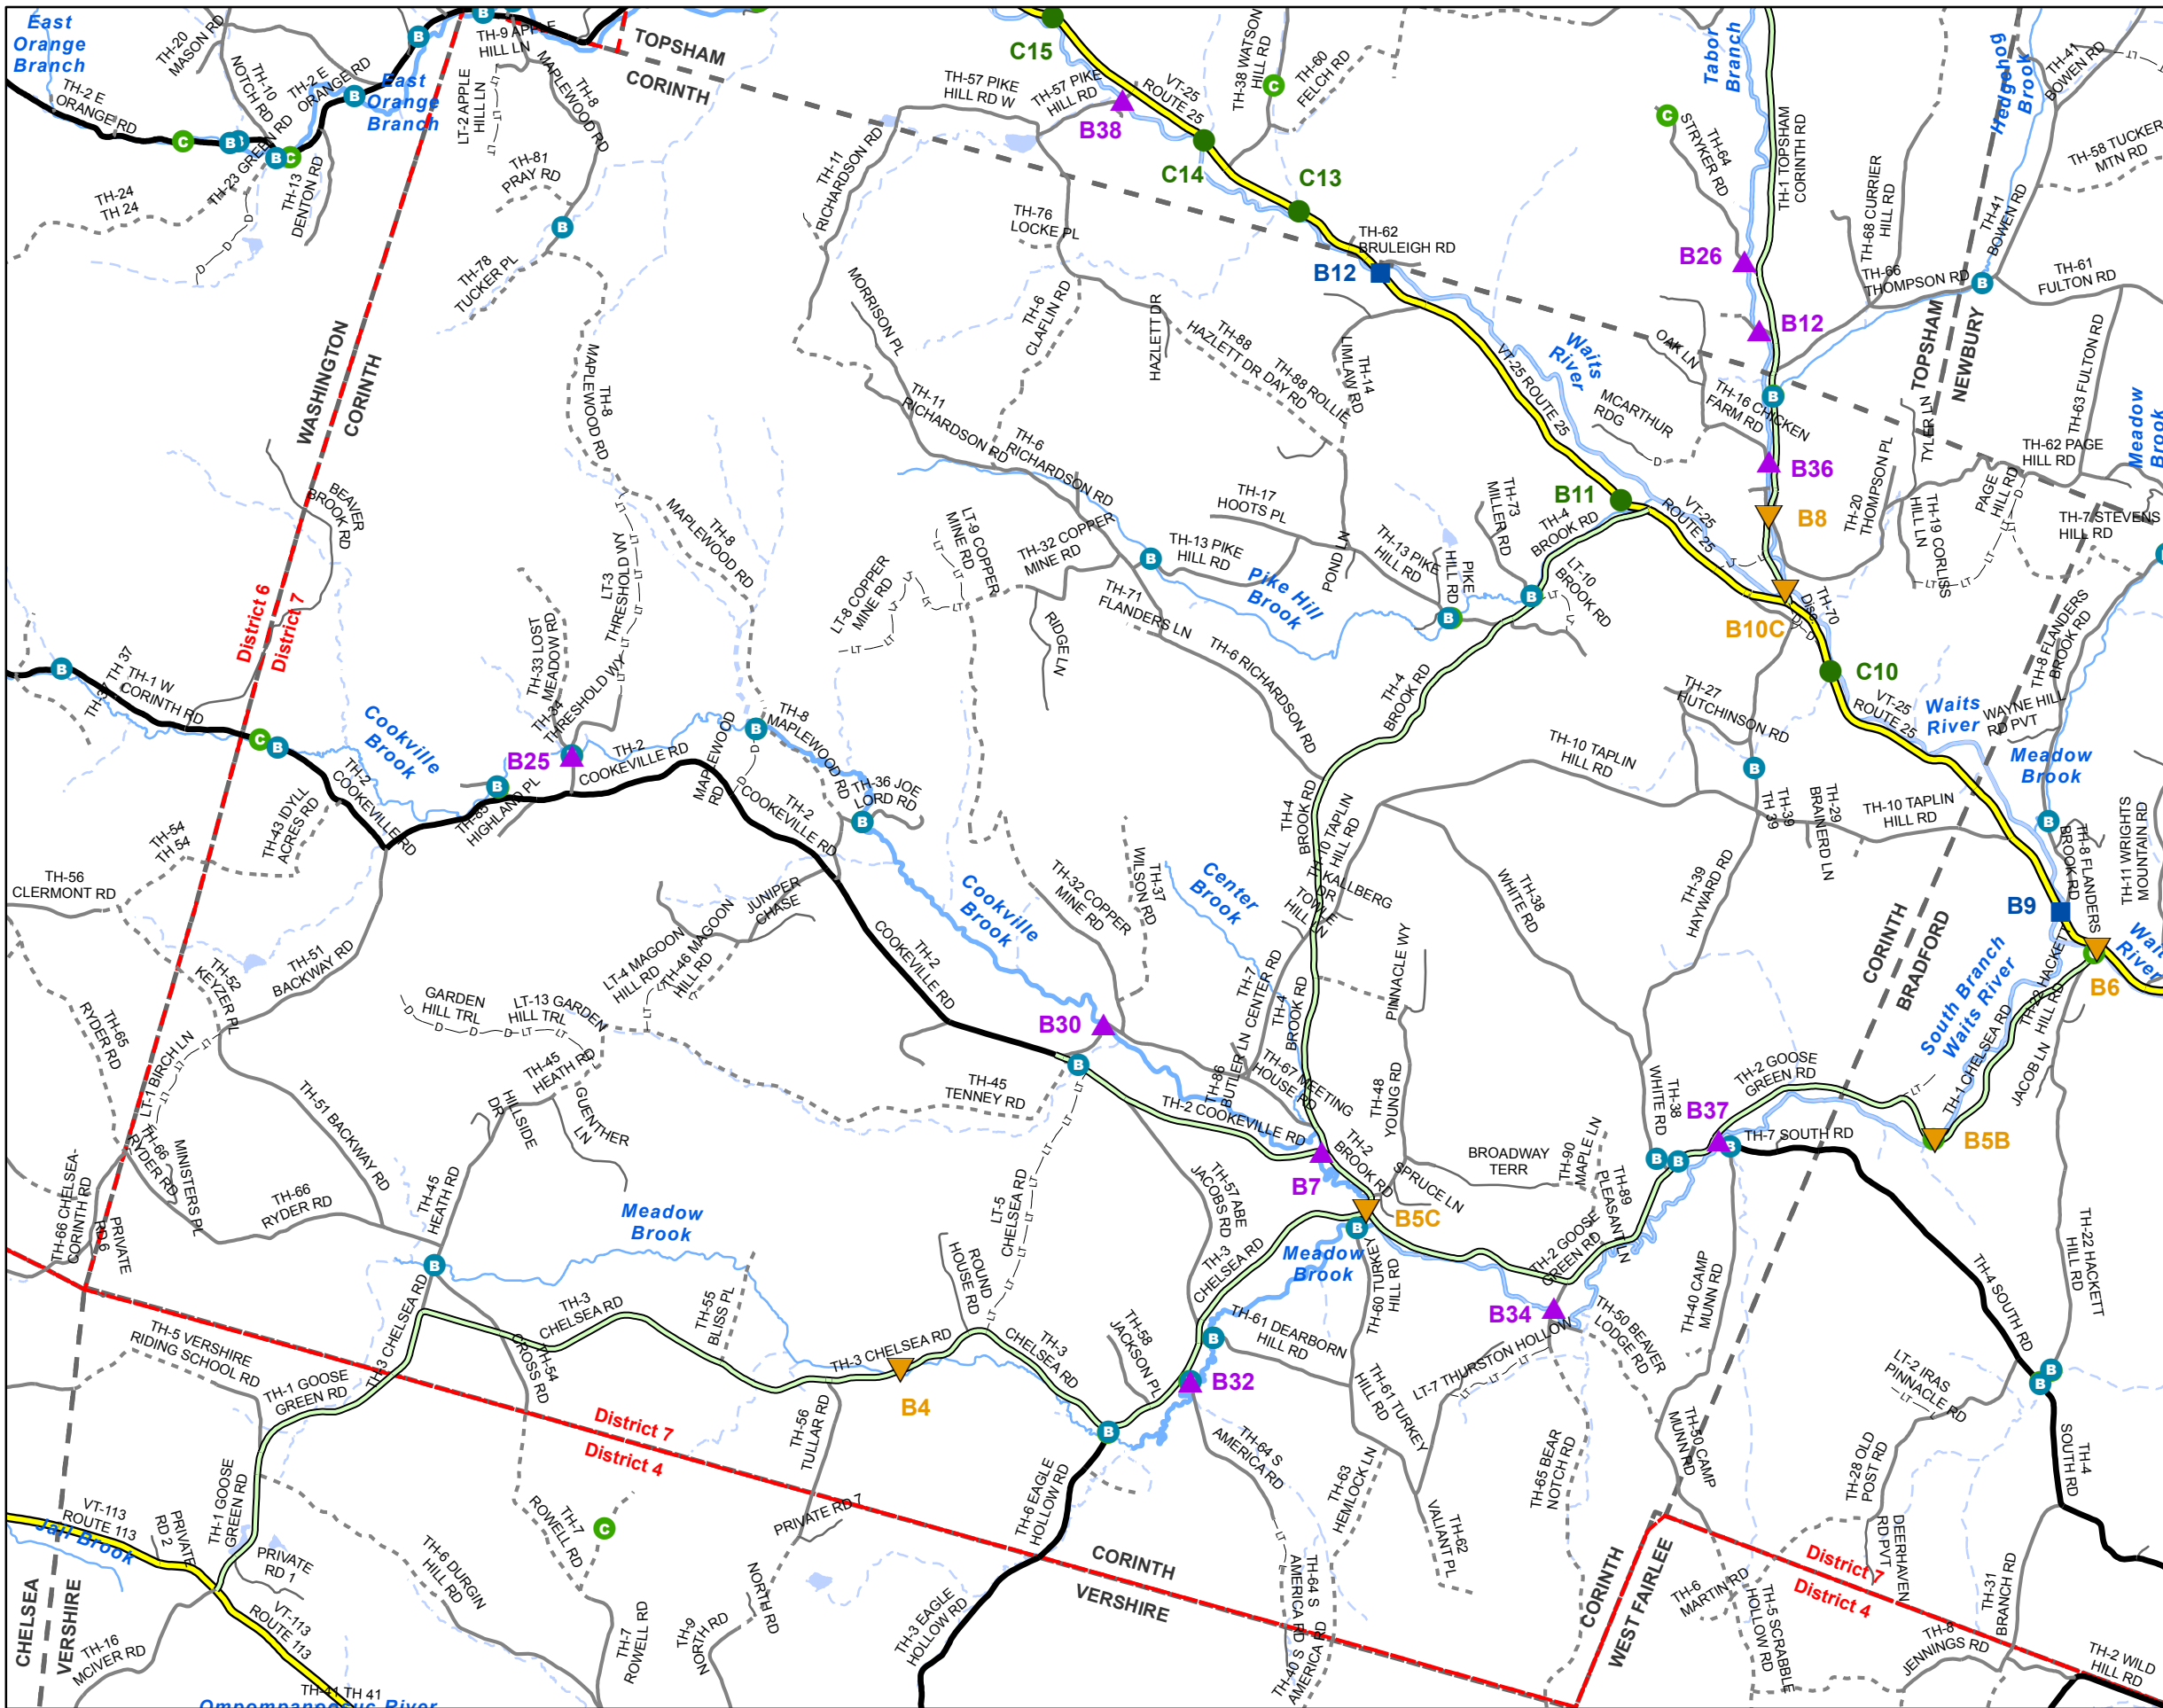 East
Orange
Branch
TH-20
MASON RD
TH-9 APPLE
HILL LN
TOPSHAM
CORINTH
C15
TH-57 PIKE
HILL RD W
TH-57 PIKE
HILL RD
VT-25
ROUTE 25
TH-38 WATSON
HILL RD
TH-60
FELCH RD
Tabor
Branch
Hedgehog
Brook
TH-41
BOWEN RD
TH-2 E
ORANGE RD
TH-10
NOTCH RD
TH-2 E
ORANGE RD
East
Orange
Branch
LT-2 APPLE
HILL LN
TH-8
MAPLEWOOD RD
B38
C14
C13
TH-64
STRYKER RD
TH-1 TOPSHAM
CORINTH RD
TH-58 TUCKER
MTN RD
TH-23 GREEN RD
TH-13
DENTON RD
TH-24
TH 24
TH-81
PRAY RD
TH-11
RICHARDSON RD
TH-76
LOCKE PL
TH-62
BRULEIGH RD
B12
B26
TH-68 CURRIER
HILL RD
TH-41
BOWEN RD
TH-66
THOMPSON RD
TH-61
FULTON RD
TH-78
TUCKER PL
MORRISON PL
TH-6
CLAFLIN RD
HAZLETT DR
TH-88
HAZLETT DR DAY RD
TH-88 ROLLIE
TH-14
LIMLAW RD
VT-25 ROUTE 25
Waits
River
B12
OAK LN
TOPSHAM
NEWBURY
TH-63 FULTON RD
WASHINGTON
CORINTH
TH-8
MAPLEWOOD RD
TH-11
RICHARDSON RD
TH-6
RICHARDSON RD
MCARTHUR
RDG
TH-16 CHICKEN
FARM RD
B36
NT
TYLER
TH-62 PAGE
HILL RD
Meadow
Brook
BEAVER
BROOK RD
TH-8
MAPLEWOOD RD
LT-9 COPPER
MINE RD
TH-32 COPPER
MINE RD
TH-17
HOOTS PL
TH-73
MILLER RD
TH-4
BROOK RD
B11
VT-25
ROUTE 25
B8
TH-20
THOMPSON PL
TH-19 CORLISS
HILL LN
PAGE
HILL RD
TH-7 STEVENS
HILL RD
LT-3
THRESHOLD WY
LT-8 COPPER
MINE RD
TH-13 PIKE
HILL RD
Pike Hill
Brook
POND LN
TH-13 PIKE
HILL RD
PIKE
HILL RD
LT-10
BROOK RD
B10C
TH-70
Disc
District 6
District 7
TH-33 LOST
MEADOW RD
TH-34
THRESHOLD WY
TH-71
FLANDERS LN
RIDGE LN
TH-6 RICHARDSON RD
TH-4
BROOK RD
C10
TH-8 FLANDERS
BROOK RD
TH-37 TH 37
TH-1 W
CORINTH RD
Cookville
Brook
B25
TH-2
COOKEVILLE RD
MAPLEWOOD
RD
TH-8
MAPLEWOOD RD
TH-27
HUTCHINSON RD
VT-25
ROUTE 25
Waits
River
WAYNE HILL
RD PVT
Meadow
Brook
TH-2
COOKEVILLE RD
TH-85
HIGHLAND PL
TH-2
COOKEVILLE RD
TH-36 JOE
LORD RD
TH-10 TAPLIN
HILL RD
TH-39
TH 39
TH-29
BRAINERD LN
TH-10 TAPLIN
HILL RD
TH-8 FLANDERS
BROOK RD
TH-11 WRIGHTS
MOUNTAIN RD
TH-54
TH 54
TH-43 IDYLL
ACRES RD
TH-56
CLERMONT RD
JUNIPER
CHASE
Cookville
Brook
TH-32 COPPER
MINE RD
TH-37
WILSON RD
Center
Brook
TH-4
BROOK RD
TH-10 TAPLIN
HILL RD
KALLBERG
DR
TOWLE
HILL LN
TH-38
WHITE RD
TH-39
HAYWARD RD
CORINTH
BRADFORD
B9
B6
Waits
River
TH-52
KEYZER PL
TH-51
BACKWAY RD
LT-4 MAGOON
HILL RD
TH-46 MAGOON
HILL RD
TH-2
COOKEVILLE RD
TH-7
CENTER RD
TH-4
BROOK RD
PINNACLE WY
South Branch
Waits River
TH-22 HACKETT
HILL RD
TH-65
RYDER RD
GARDEN
HILL TRL
LT-13 GARDEN
HILL TRL
B30
LT-1 BIRCH LN
TH-45
HEATH RD
TH-45
TENNEY RD
TH-86
BUTLER LN
TH-67 MEETING
HOUSE RD
TH-2 COOKEVILLE RD
TH-48
YOUNG RD
TH-38
WHITE RD
B37
TH-2 GOOSE
GREEN RD
TH-1 CHELSEA RD
JACOB LN
TH-66
RYDER RD
MINISTERS PL
TH-51 BACKWAY RD
HILLSIDE
DR
GUENTHER
LN
B7
TH-2
BROOK RD
BROADWAY
TERR
TH-90
MAPLE LN
TH-7 SOUTH RD
B5B
TH-66 CHELSEA-
CORINTH RD
PRIVATE
RD 6
TH-66
RYDER RD
TH-45
HEATH RD
Meadow
Brook
LT-5
CHELSEA RD
TH-57 ABE
JACOBS RD
SPRUCE LN
B5C
TH-89
PLEASANT LN
TH-3
CHELSEA RD
Meadow
Brook
TH-60 TURKEY
HILL RD
TH-2 GOOSE
GREEN RD
TH-40 CAMP
MUNN RD
TH-4 SOUTH RD
TH-22 HACKETT
HILL RD
TH-5 VERSHIRE
RIDING SCHOOL RD
TH-3 CHELSEA RD
TH-3
CHELSEA RD
TH-55
BLISS PL
ROUND
HOUSE RD
TH-58
JACKSON PL
TH-61 DEARBORN
HILL RD
B34
TH-50 BEAVER
LODGE RD
TH-1 GOOSE
GREEN RD
TH-54
CROSS RD
TH-3 CHELSEA RD
B4
TH-3
CHELSEA RD
B32
TH-61 TURKEY
HILL RD
LT-7 THURSTON HOLLOW
LT-2 IRAS
PINNACLE RD
District 7
District 4
TH-56
TULLAR RD
TH-64 S
AMERICA RD
TH-63
HEMLOCK LN
TH-65 BEAR
NOTCH RD
TH-50 CAMP
MUNN RD
TH-28 OLD
POST RD
TH-4
SOUTH RD
VT-113
ROUTE 113
Jail Brook
PRIVATE
RD 2
TH-1 GOOSE
GREEN RD
TH-7
ROWELL RD
PRIVATE RD 7
TH-6 EAGLE
HOLLOW RD
TH-62
VALIANT PL
DEERHAVEN
RD PVT
PRIVATE
RD 1
TH-6 DURGIN
HILL RD
CORINTH
VERSHIRE
TH-64 S
AMERICA RD
CORINTH
WEST FAIRLEE
District 7
District 4
CHELSEA
VERSHIRE
TH-16
MCIVER RD
VT-113
ROUTE 113
TH-7
ROWELL RD
TH-9
NORTH RD
NORTH RD
TH-3 EAGLE
HOLLOW RD
TH-40 S
AMERICA RD
TH-6
MARTIN RD
TH-5 SCRABBLE
HOLLOW RD
TH-31
BRANCH RD
TH-8
JENNINGS RD
TH-2 WILD
HILL RD
TH-41 TH 41
Ompompanoosuc River